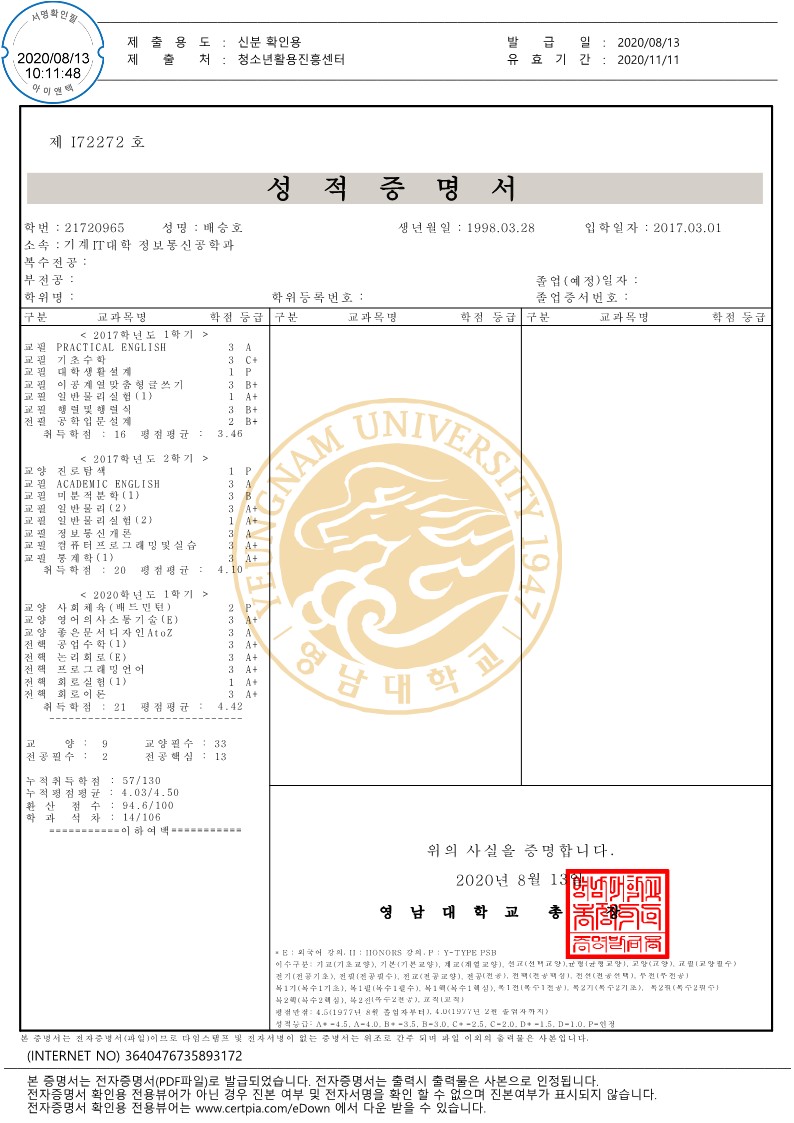 서명확인필
2020/08/13
10:11:48
아이앤텍
제 출 용 도 : 신분 확인용
발 급 일 : 2020/08/13
제 출 처 : 청소년활용진흥센터
유 효 기 간 : 2020/11/11
제 I72272 호
성 적 증 명 서
학번 : 21720965 성명 : 배승호 생년월일 : 1998.03.28 입학일자 : 2017.03.01
소속 : 기계IT대학 정보통신공학과
복수전공 :
부전공 : 졸업(예정)일자 :
학위명 : 학위등록번호 : 졸업증서번호 :
구분 교과목명 학점 등급 구분 교과목명 학점 등급 구분 교과목명 학점 등급
< 2017학년도 1학기 >
교필 PRACTICAL ENGLISH 3 A
교필 기초수학 3 C+
교필 대학생활설계 1 P
교필 이공계열맞춤형글쓰기 3 B+
교필 일반물리실험(1) 1 A+
교필 행렬및행렬식 3 B+
전필 공학입문설계 2 B+
취득학점 : 16 평점평균 : 3.46
< 2017학년도 2학기 >
교양 진로탐색 1 P
교필 ACADEMIC ENGLISH 3 A
교필 미분적분학(1) 3 B
교필 일반물리(2) 3 A+
교필 일반물리실험(2) 1 A+
교필 정보통신개론 3 A
교필 컴퓨터프로그래밍및실습 3 A+
교필 통계학(1) 3 A+
취득학점 : 20 평점평균 : 4.10
< 2020학년도 1학기 >
교양 사회체육(배드민턴) 2 P
교양 영어의사소통기술(E) 3 A+
교양 좋은문서디자인AtoZ 3 A
전핵 공업수학(1) 3 A+
전핵 논리회로(E) 3 A+
전핵 프로그래밍언어 3 A+
전핵 회로실험(1) 1 A+
전핵 회로이론 3 A+
취득학점 : 21 평점평균 : 4.42
------------------------------
교 양 : 9 교양필수 : 33
전공필수 : 2 전공핵심 : 13
누적취득학점 : 57/130
누적평점평균 : 4.03/4.50
환 산 점 수 : 94.6/100
학 과 석 차 : 14/106
===========이하여백===========
YEUNGNAM UNIVERSITY 1947
영남대학교
위의 사실을 증명합니다.
2020년 8월 13일
영 남 대 학 교 총 장
* E : 외국어 강의, H : HONORS 강의, P : Y-TYPE PSB
이수구분: 기교(기초교양), 기본(기본교양), 계교(계열교양), 선교(선택교양), 균형(균형교양), 교양(교양), 교필(교양필수)
전기(전공기초), 전필(전공필수), 전교(전공교양), 전공(전공), 전핵(전공핵심), 전선(전공선택), 부전(부전공)
복1기(복수1기초), 복1필(복수1필수), 복1핵(복수1핵심), 복1전(복수1전공), 복2기(복수2기초), 복2필(복수2필수)
복2핵(복수2핵심), 복2전(복수2전공), 교직(교직)
평점만점: 4.5(1977년 8월 졸업자부터), 4.0(1977년 2월 졸업자까지)
성적등급: A+=4.5, A=4.0, B+=3.5, B=3.0, C+=2.5, C=2.0, D+=1.5, D=1.0, P=인정
본 증명서는 전자증명서(파일)이므로 타임스탬프 및 전자서명이 없는 증명서는 위조로 간주 되며 파일 이외의 출력물은 사본입니다.
(INTERNET NO) 3640476735893172
본 증명서는 전자증명서(PDF파일)로 발급되었습니다. 전자증명서는 출력시 출력물은 사본으로 인정됩니다.
전자증명서 확인용 전용뷰어가 아닌 경우 진본 여부 및 전자서명을 확인 할 수 없으며 진본여부가 표시되지 않습니다.
전자증명서 확인용 전용뷰어는 www.certpia.com/eDown 에서 다운 받을 수 있습니다.